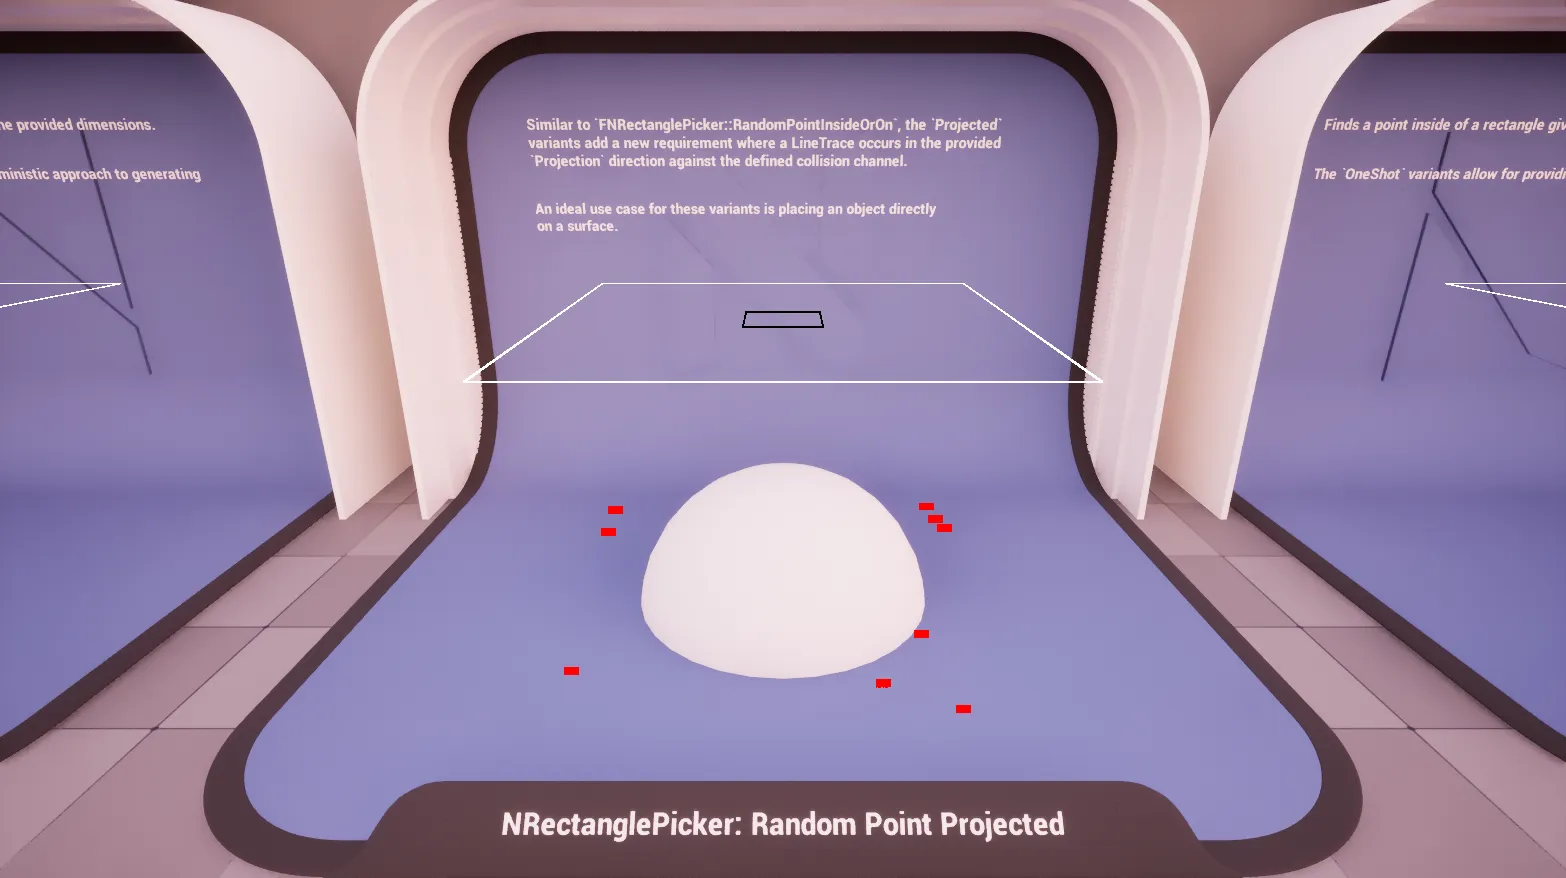 ne provided dimensions.
ministic approach to generating
Similar to `FNRectanglePicker::RandomPointInsideOrOn`, the `Projected`
variants add a new requirement where a LineTrace occurs in the provided
`Projection` direction against the defined collision channel.
An ideal use case for these variants is placing an object directly
on a surface.
Finds a point inside of a rectangle giv
The `OneShot` variants allow for providi
NRectanglePicker: Random Point Projected